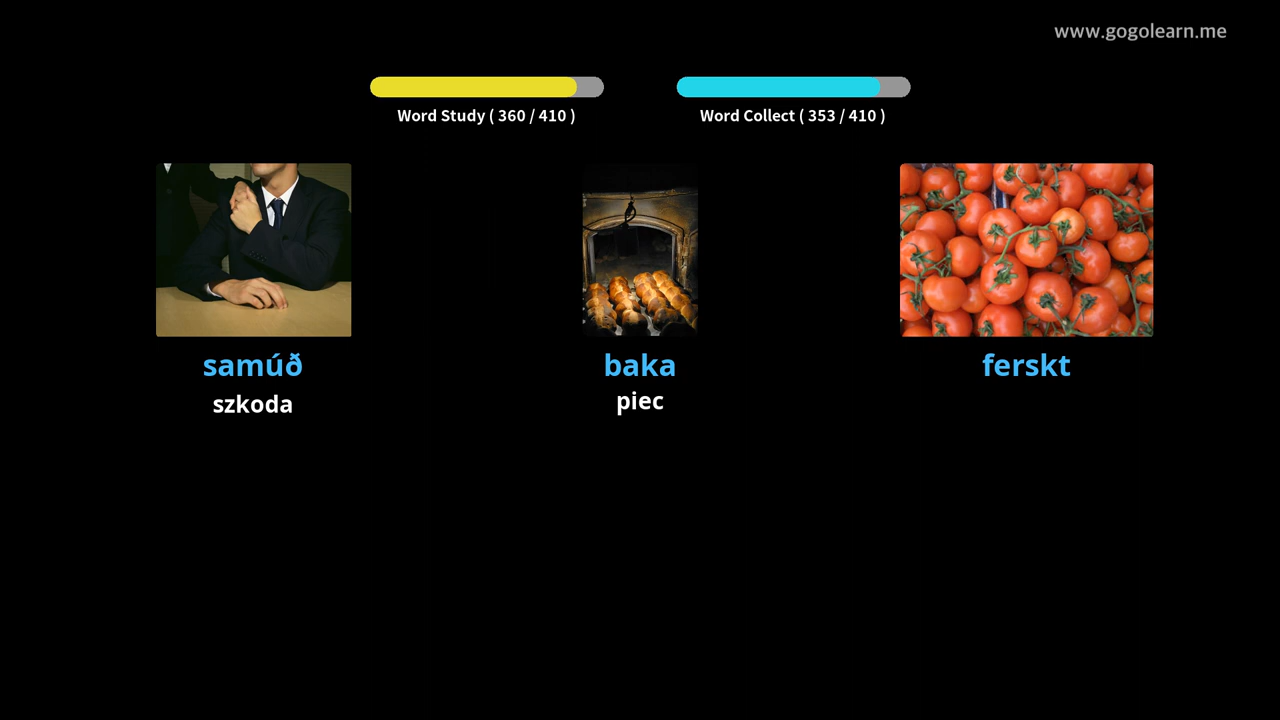 www.gogolearn.me
Word Study ( 360 / 410 )
Word Collect ( 353 / 410 )
samúð
szkoda
baka
piec
ferskt